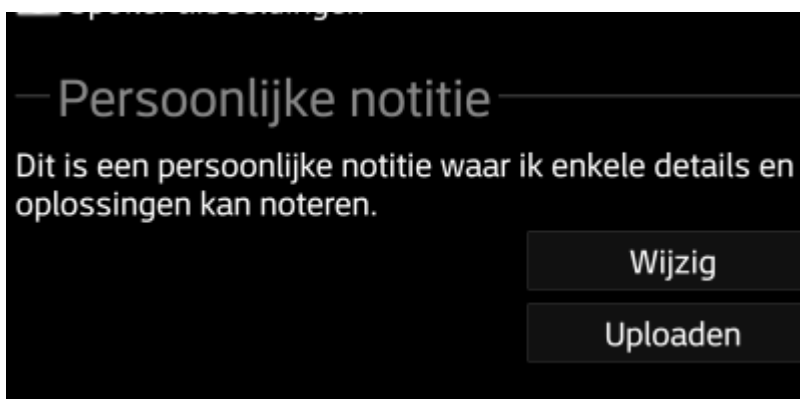 Persoonlijke notitie
Dit is een persoonlijke notitie waar ik enkele details en
oplossingen kan noteren.
Wijzig
Uploaden